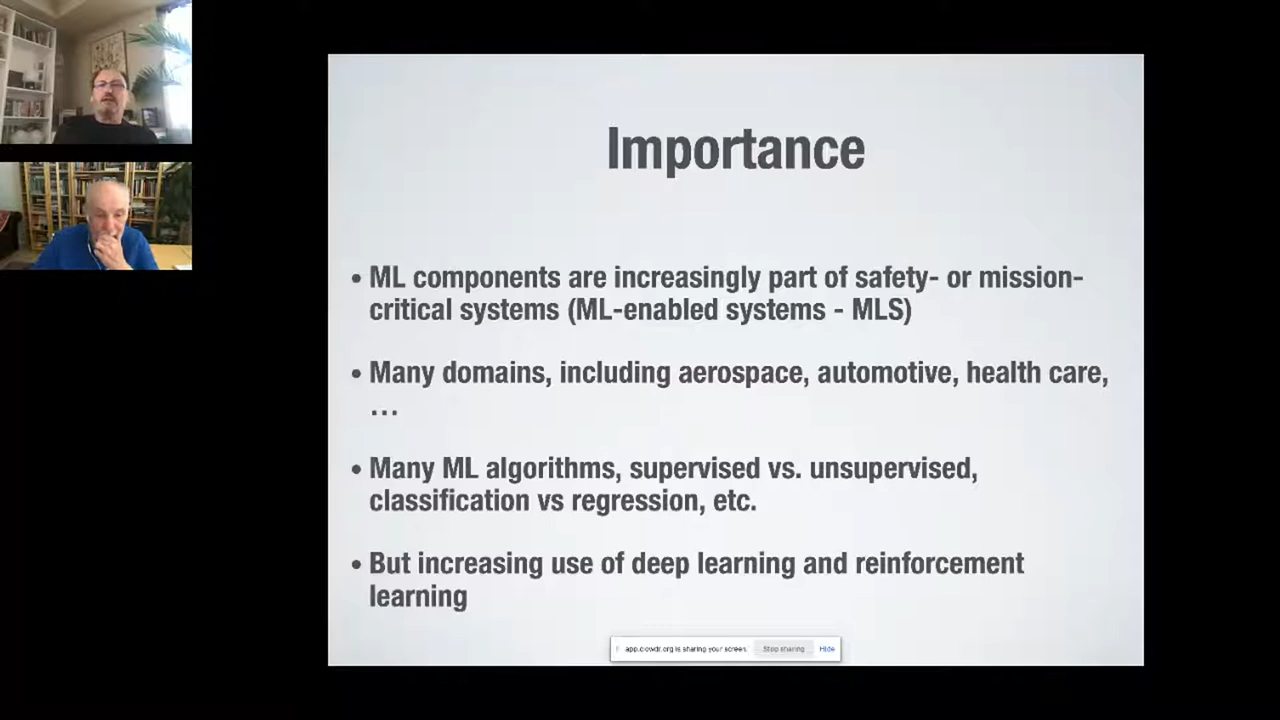 Importance
• ML components are increasingly part of safety- or mission-
critical systems (ML-enabled systems - MLS)
• Many domains, including aerospace, automotive, health care,
…
• Many ML algorithms, supervised vs. unsupervised,
classification vs regression, etc.
• But increasing use of deep learning and reinforcement
learning
app.clowdr.org is sharing your screen. Stop sharing Hide